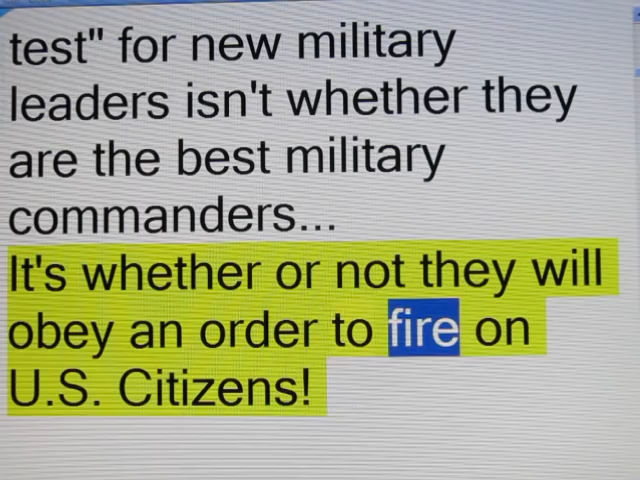 test" for new military
leaders isn't whether they
are the best military
commanders...
It's whether or not they will
obey an order to fire on
U.S. Citizens!